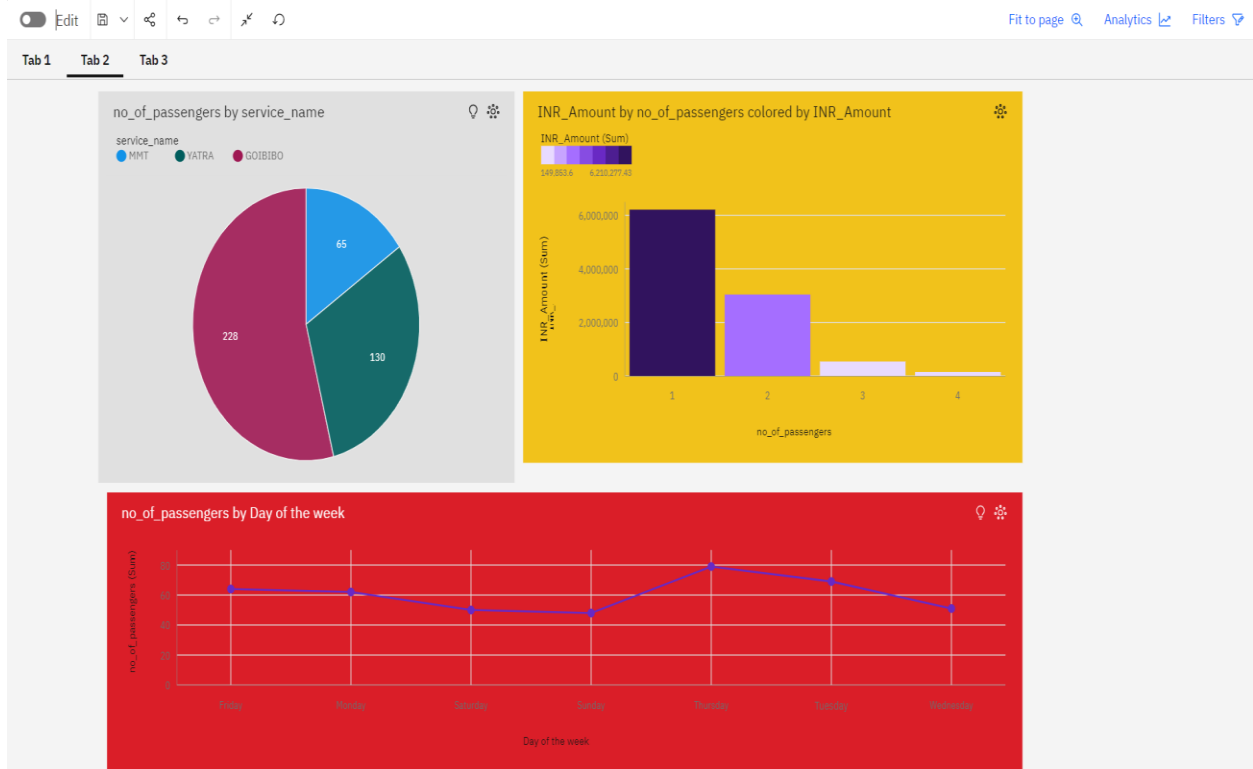 Edit
Fit to page Analytics Filters
Tab 1 Tab 2 Tab 3
no_of_passengers by service_name
service_name
MMT YATRA GOIBIBO
65
228
130
INR_Amount by no_of_passengers colored by INR_Amount
INR_Amount (Sum)
149,853.6 6,210,277.43
INR_Amount (Sum)
INR_
6,000,000
4,000,000
2,000,000
0
1 2 3 4
no_of_passengers
no_of_passengers by Day of the week
no_of_passengers (Sum)
80
60
40
20
0
Friday Monday Saturday Sunday Thursday Tuesday Wednesday
Day of the week